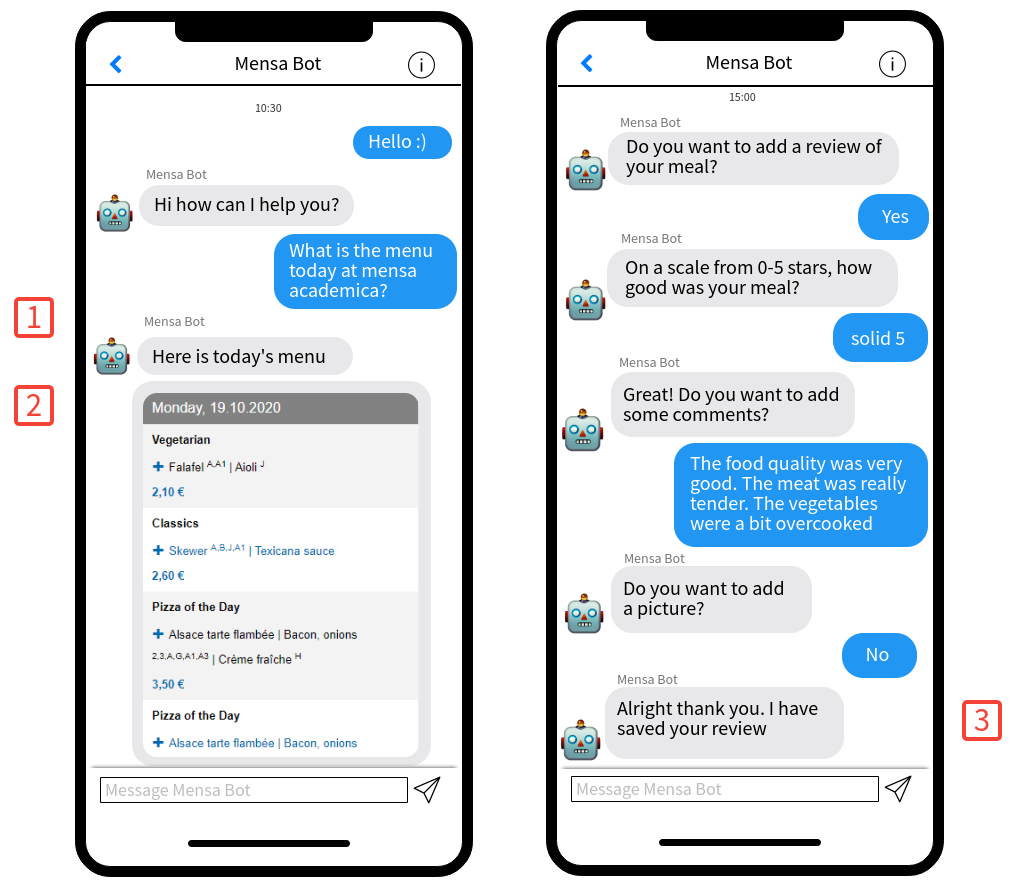 Mensa Bot
10:30
Hello :)
Mensa Bot
Hi how can I help you?
What is the menu
today at mensa
academica?
1
Mensa Bot
Here is today's menu
2
Monday, 19.10.2020
Vegetarian
+ Falafel A,A1 | Aioli J
2,10 €
Classics
+ Skewer A,B,J,A1 | Texicana sauce
2,60 €
Pizza of the Day
+ Alsace tarte flambée | Bacon, onions
2,3,A,G,A1,A3 | Crème fraîche H
3,50 €
Pizza of the Day
+ Alsace tarte flambée | Bacon, onions
Message Mensa Bot
Mensa Bot
15:00
Mensa Bot
Do you want to add a review of
your meal?
Yes
Mensa Bot
On a scale from 0-5 stars, how
good was your meal?
solid 5
Mensa Bot
Great! Do you want to add
some comments?
The food quality was very
good. The meat was really
tender. The vegetables
were a bit overcooked
Mensa Bot
Do you want to add
a picture?
No
Mensa Bot
Alright thank you. I have
saved your review
3
Message Mensa Bot